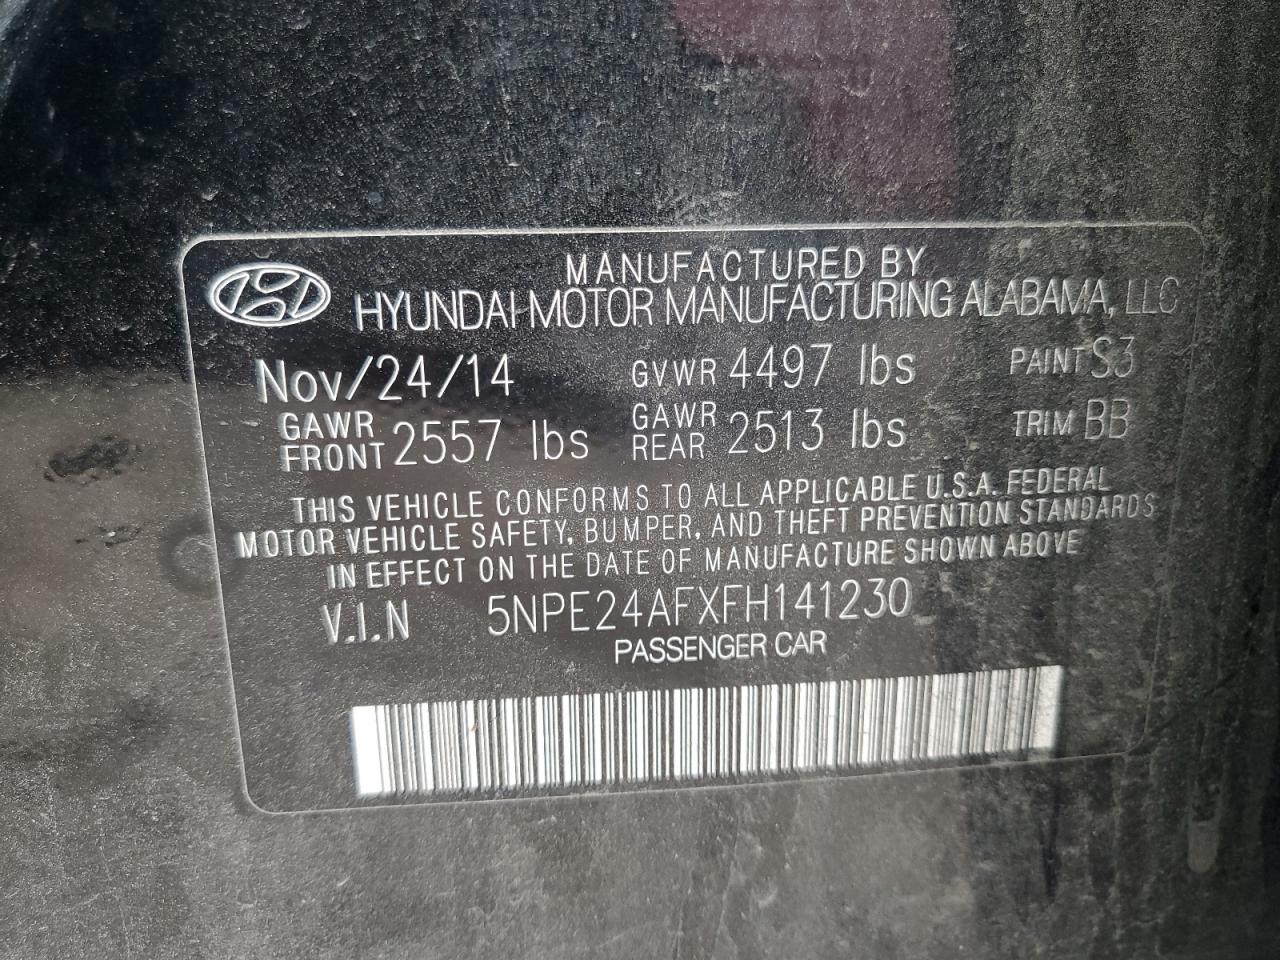 MANUFACTURED BY
HYUNDAI MOTOR MANUFACTURING ALABAMA, LLC
Nov/24/14 GVWR 4497 lbs PAINT S3
GAWR FRONT 2557 lbs GAWR REAR 2513 lbs TRIM BB
THIS VEHICLE CONFORMS TO ALL APPLICABLE U.S.A. FEDERAL
MOTOR VEHICLE SAFETY, BUMPER, AND THEFT PREVENTION STANDARDS
IN EFFECT ON THE DATE OF MANUFACTURE SHOWN ABOVE
V.I.N 5NPE24AFXFH141230
PASSENGER CAR